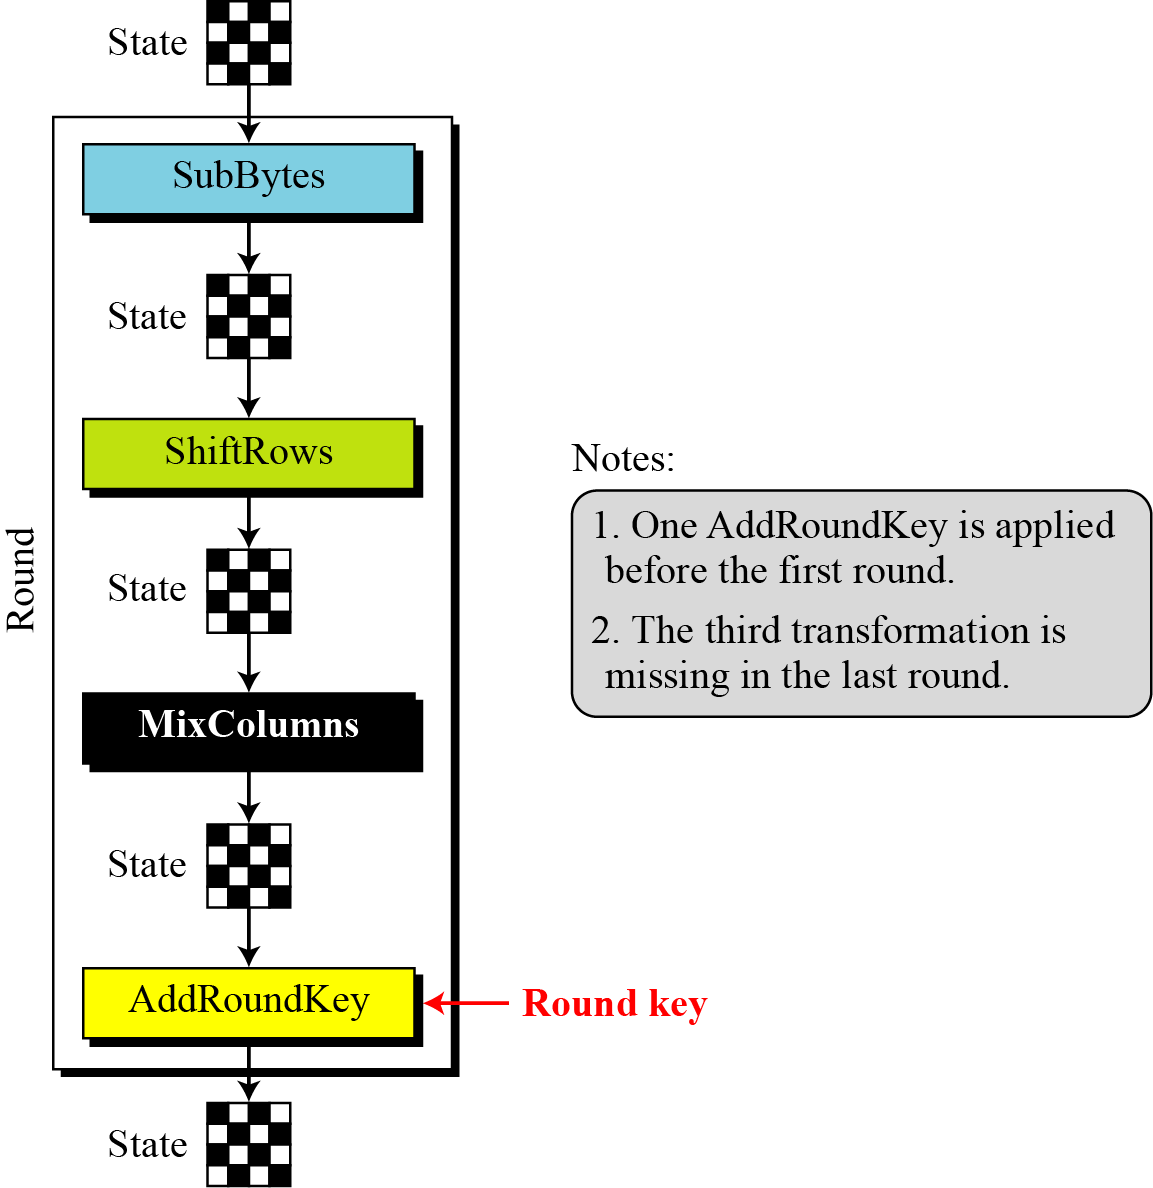 State
SubBytes
State
ShiftRows
State
MixColumns
State
AddRoundKey
Round key
State
Round
Notes:
1. One AddRoundKey is applied
before the first round.
2. The third transformation is
missing in the last round.